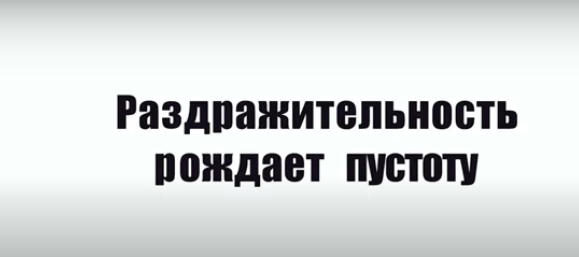 Раздражительность
рождает пустоту